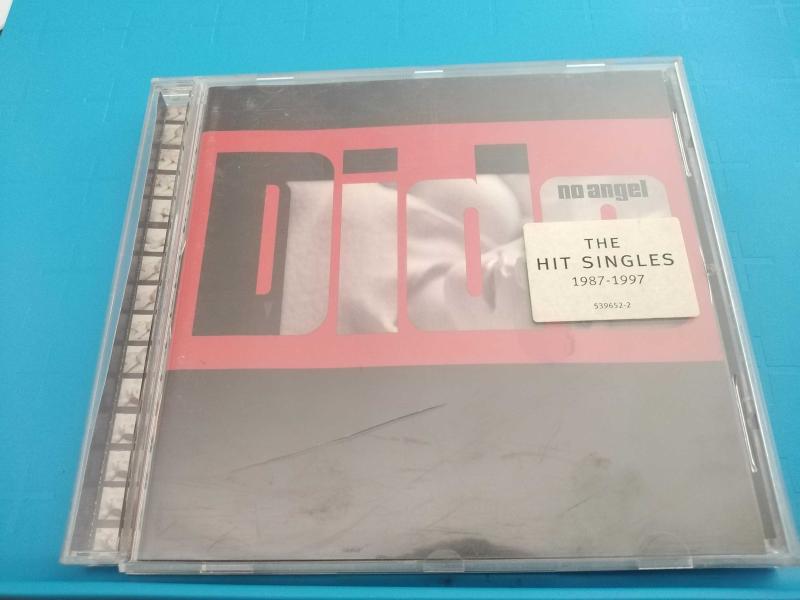 Dido
no angel
THE
HIT SINGLES
1987-1997
539652-2